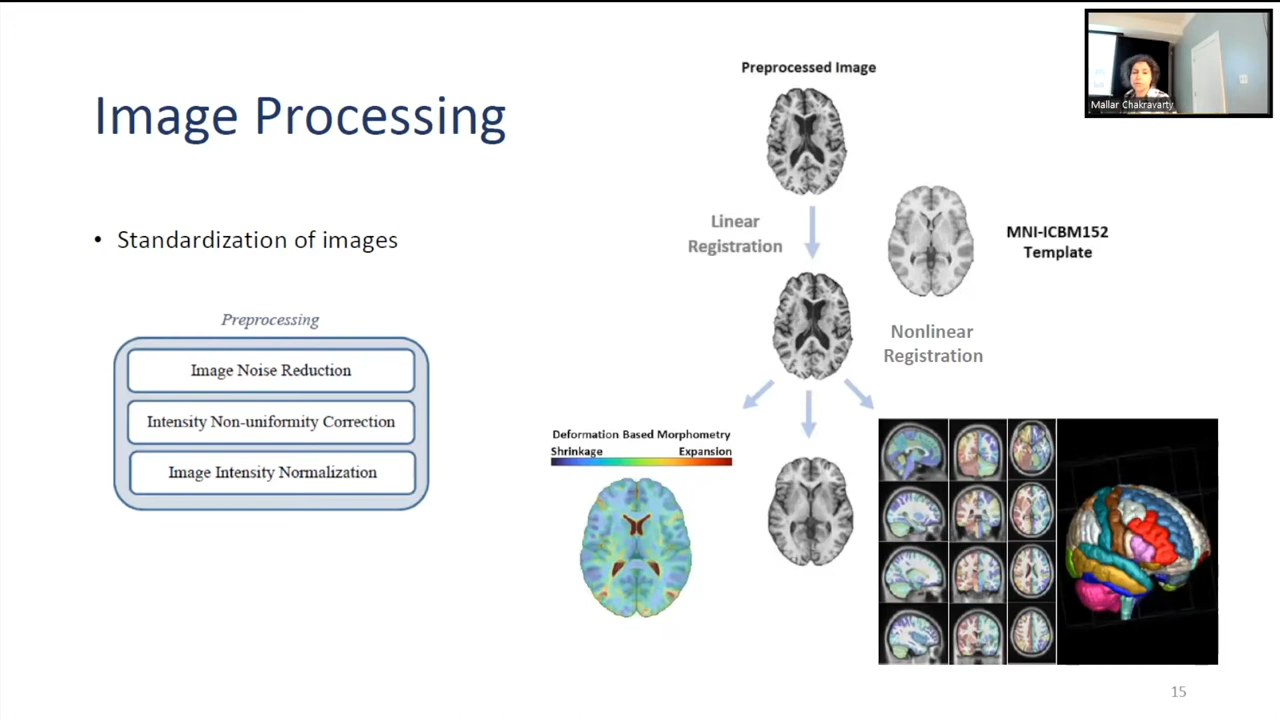 Image Processing
• Standardization of images
Preprocessing
Image Noise Reduction
Intensity Non-uniformity Correction
Image Intensity Normalization
Preprocessed Image
Linear
Registration
MNI-ICBM152
Template
Nonlinear
Registration
Deformation Based Morphometry
Shrinkage Expansion
Mallar Chakravarty
15